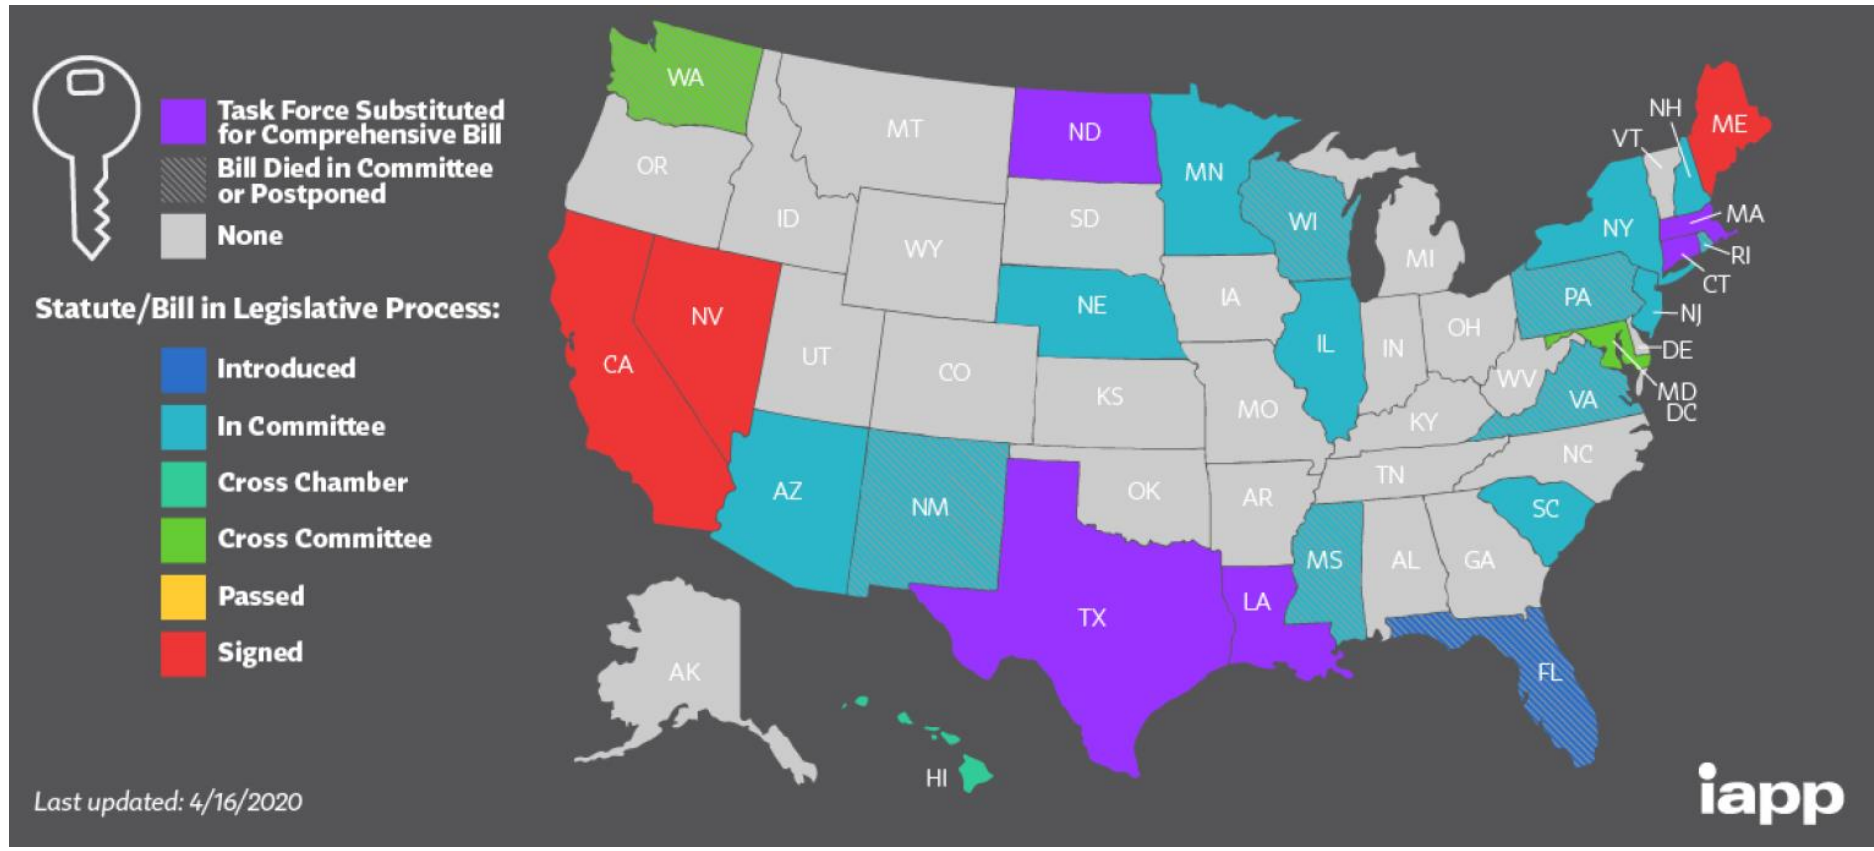 Task Force Substituted
for Comprehensive Bill
Bill Died in Committee
or Postponed
None
Statute/Bill in Legislative Process:
Introduced
In Committee
Cross Chamber
Cross Committee
Passed
Signed
Last updated: 4/16/2020
WA
MT
ND
MN
OR
ID
WY
SD
WI
MI
NY
VT
NH
ME
MA
RI
CT
NJ
PA
DE
MD
DC
NV
CA
UT
CO
NE
IA
IL
IN
OH
WV
VA
KS
MO
KY
NC
TN
SC
AZ
NM
OK
AR
MS
AL
GA
TX
LA
FL
AK
HI
iapp